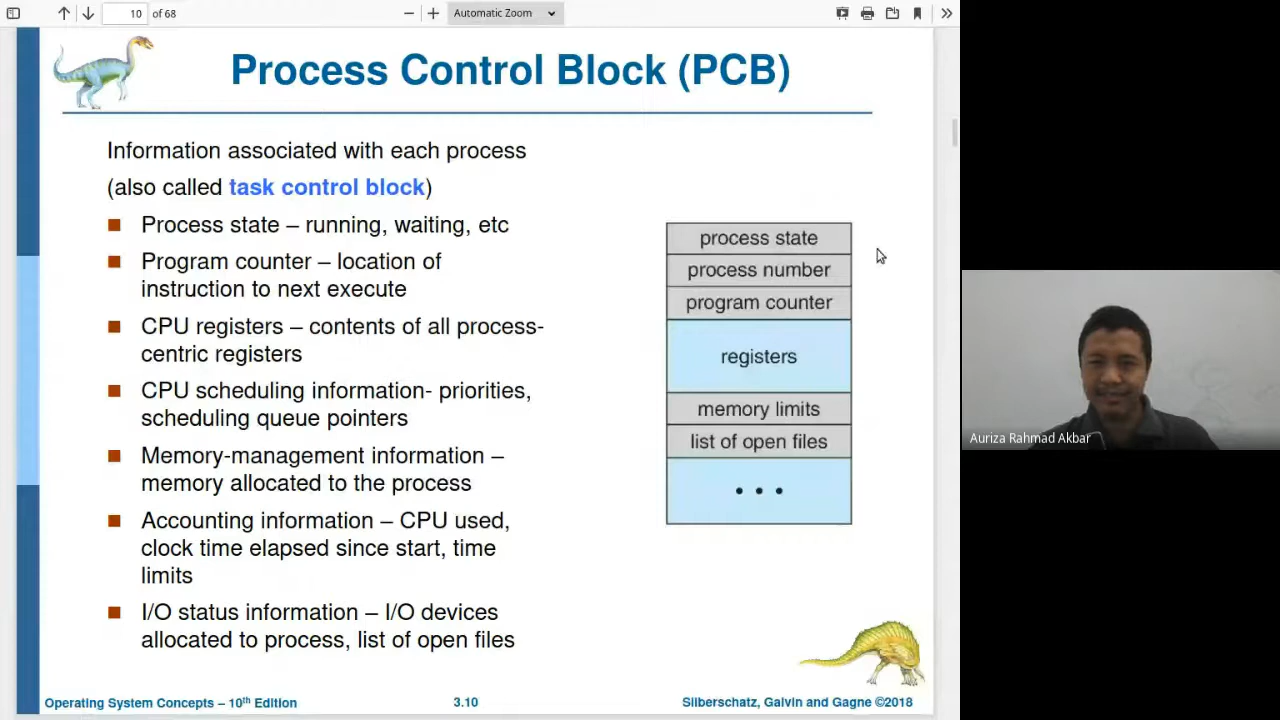 10 of 68
Automatic Zoom
Process Control Block (PCB)
Information associated with each process
(also called task control block)
Process state – running, waiting, etc
Program counter – location of
instruction to next execute
CPU registers – contents of all process-
centric registers
CPU scheduling information- priorities,
scheduling queue pointers
Memory-management information –
memory allocated to the process
Accounting information – CPU used,
clock time elapsed since start, time
limits
I/O status information – I/O devices
allocated to process, list of open files
process state
process number
program counter
registers
memory limits
list of open files
• • •
Auriza Rahmad Akbar
Operating System Concepts – 10th Edition
3.10
Silberschatz, Galvin and Gagne ©2018